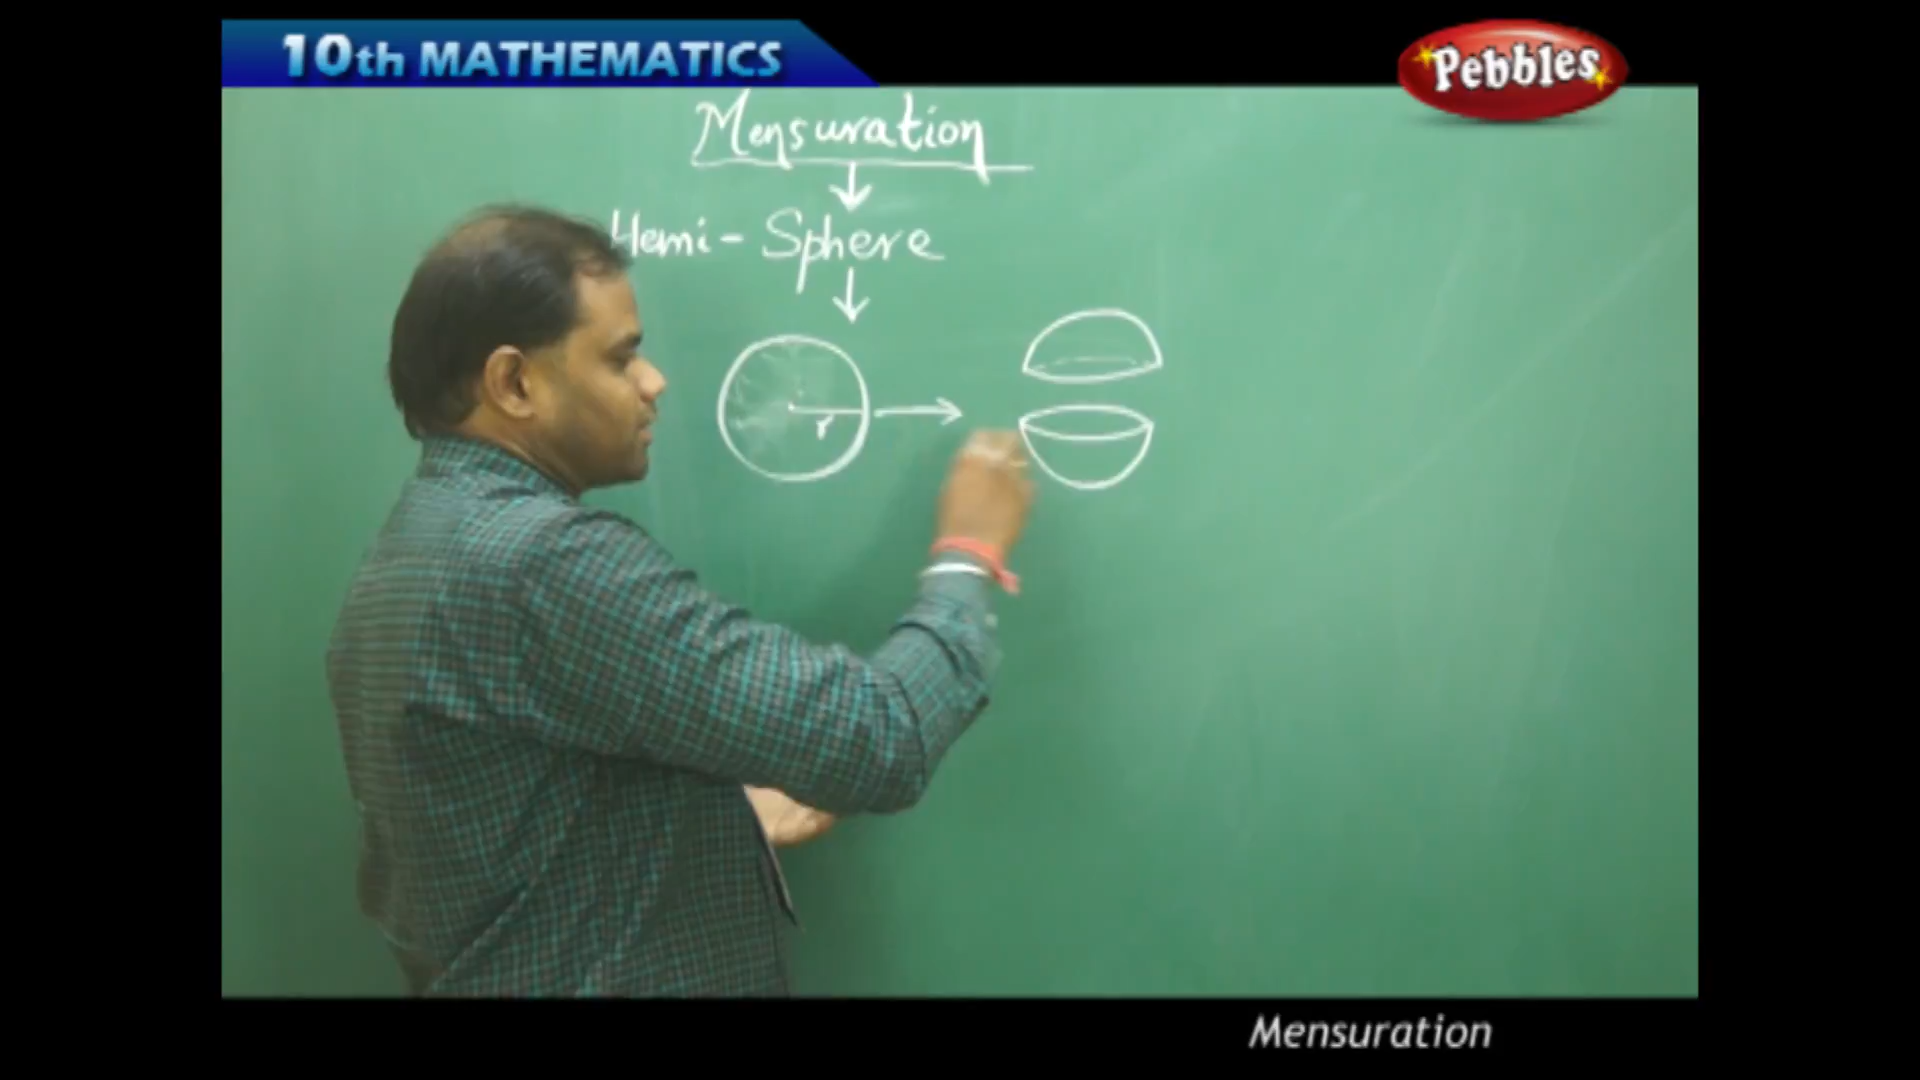 10th MATHEMATICS
Pebbles
Mensuration
Hemi - Sphere
r
Mensuration